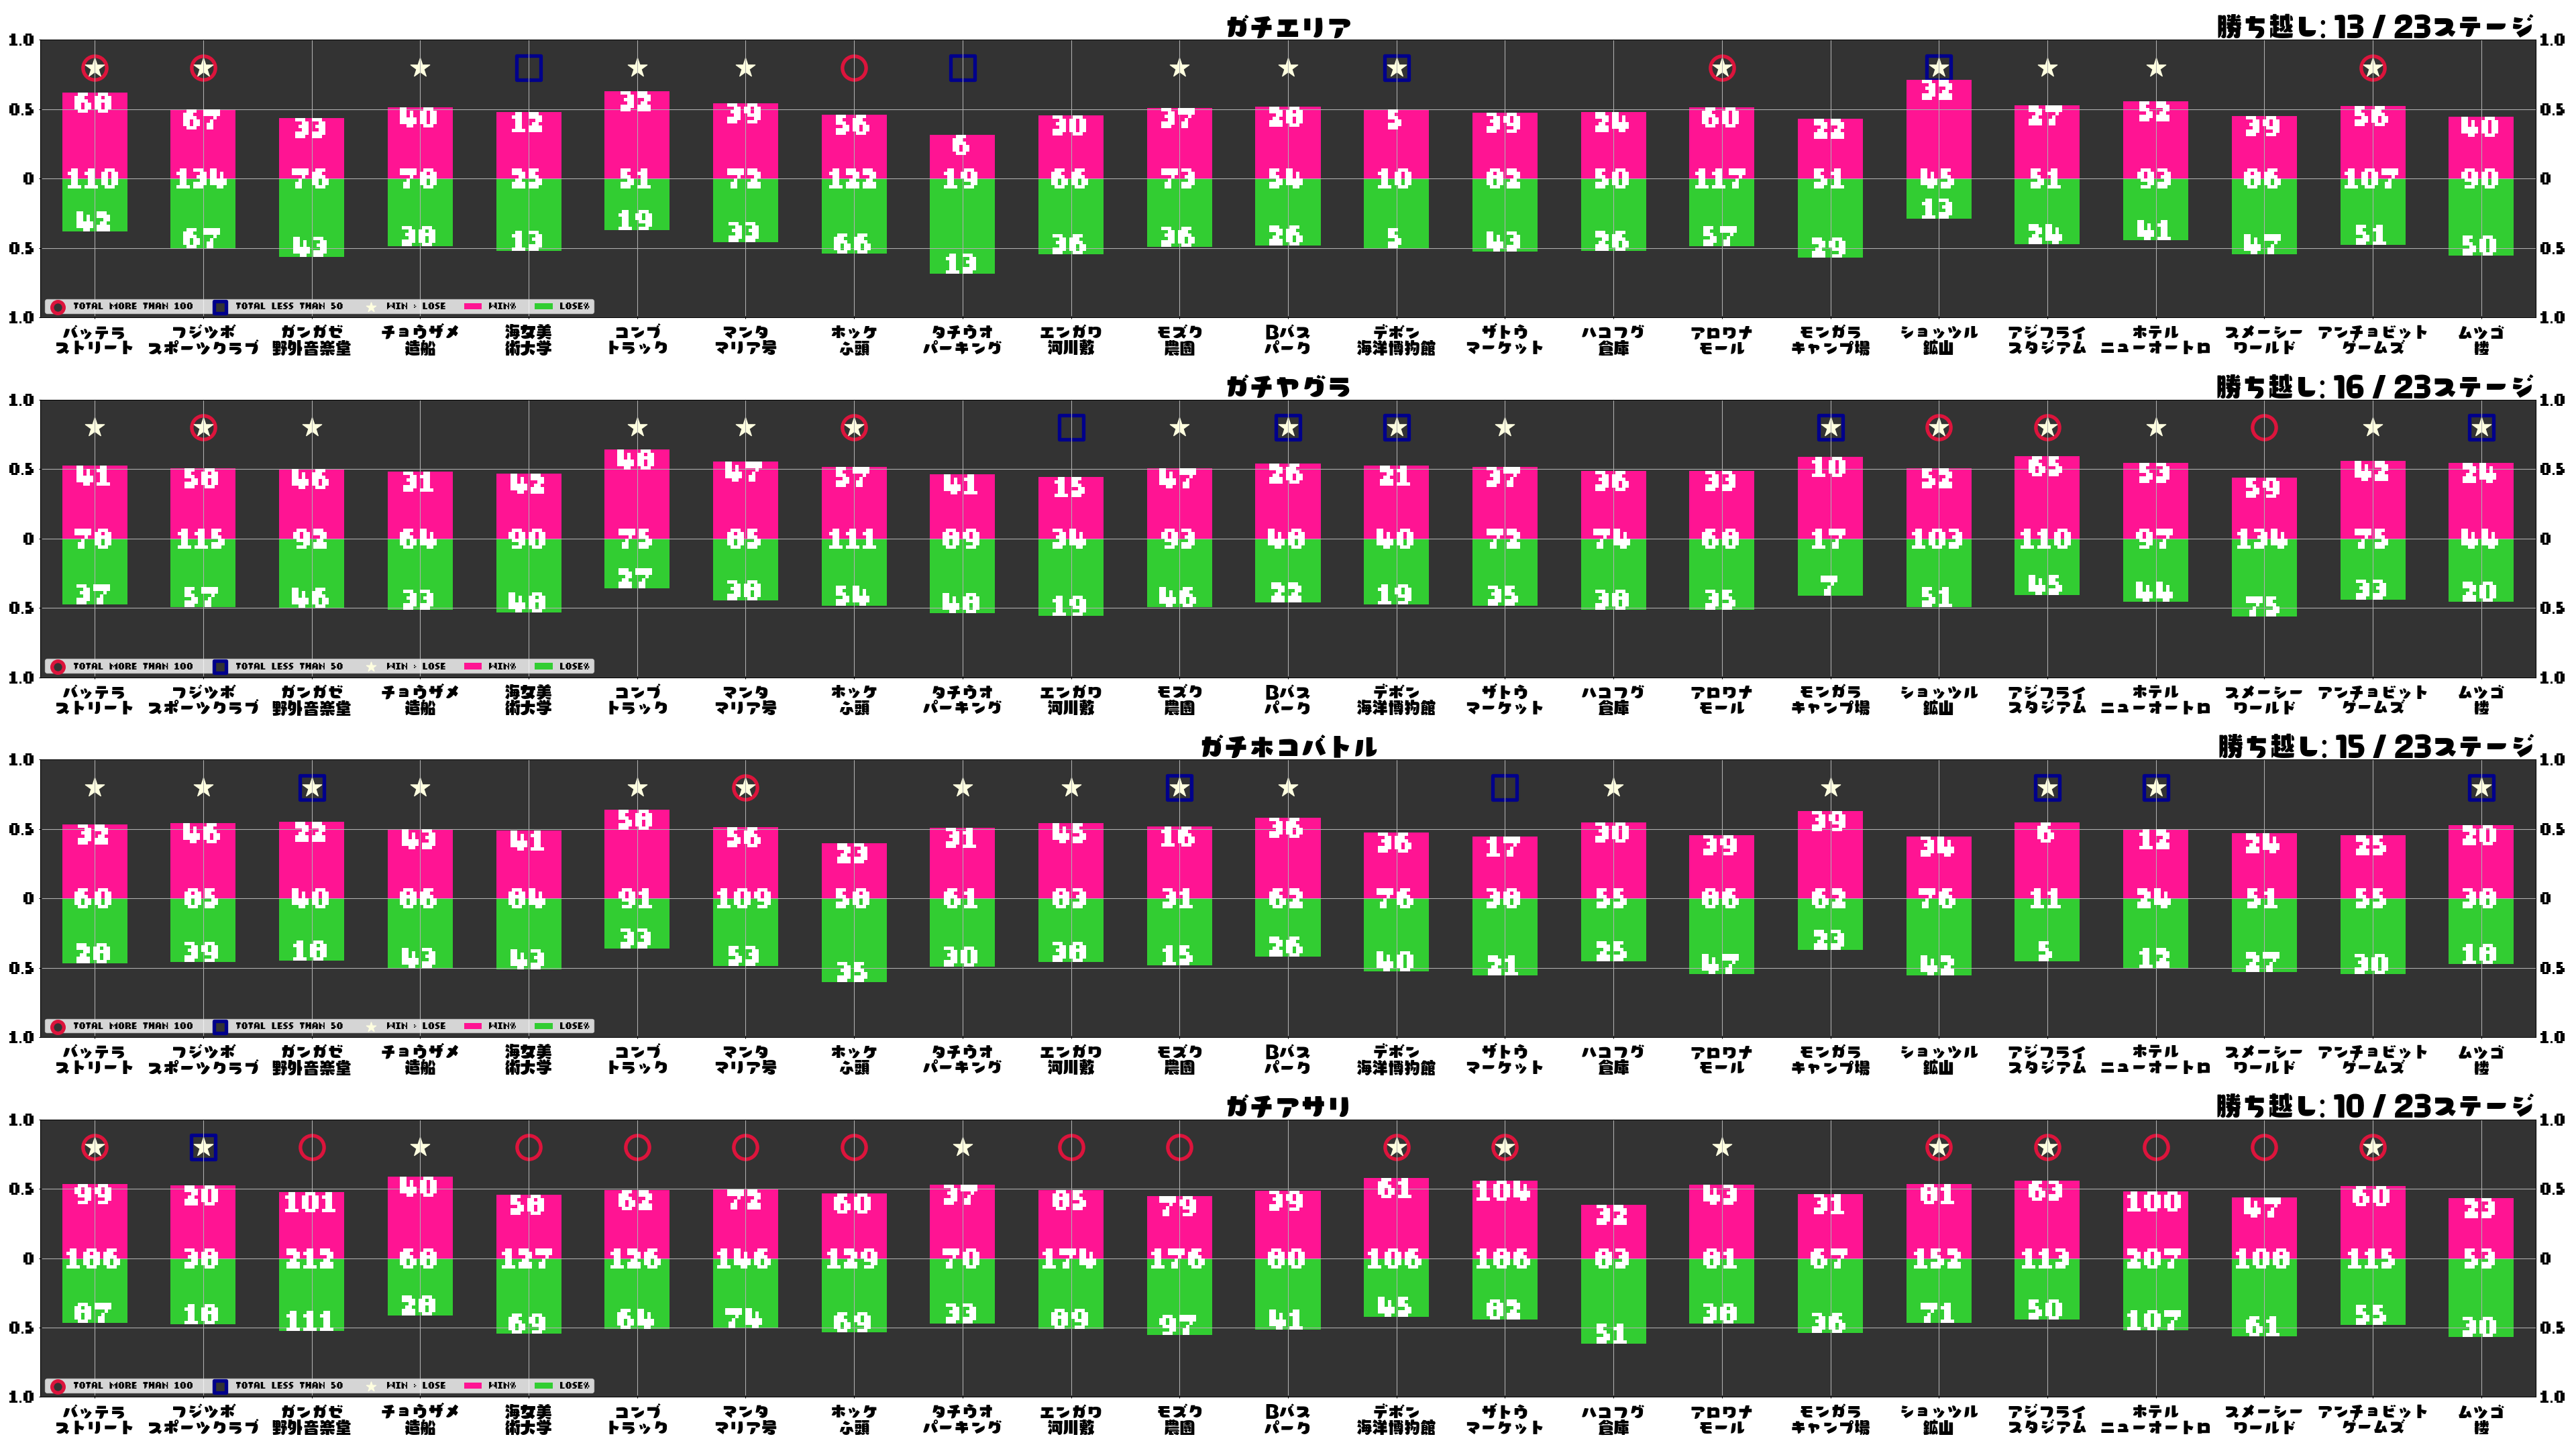 ガチエリア 勝ち越し: 13 / 23ステージ
1.0 1.0
0.5 68 67 33 40 12 32 39 56 6 30 37 28 5 39 24 60 22 32 27 52 39 56 40 0.5
0 110 134 76 78 25 51 72 122 19 66 73 54 10 82 50 117 51 45 51 93 86 107 90 0
0.5 42 67 43 38 13 19 33 66 13 36 36 26 5 43 26 57 29 13 24 41 47 51 50 0.5
TOTAL MORE THAN 100 TOTAL LESS THAN 50 WIN > LOSE WIN% LOSE%
1.0 1.0
バッテラ フジツボ ガンガゼ チョウザメ 海女美 コンブ マンタ ホッケ タチウオ エンガワ モズク Bバス デボン ザトウ ハコフグ アロワナ モンガラ ショッツル アジフライ ホテル スメーシー アンチョビット ムツゴ
ストリート スポーツクラブ 野外音楽堂 造船 術大学 トラック マリア号 ふ頭 パーキング 河川敷 農園 パーク 海洋博物館 マーケット 倉庫 モール キャンプ場 鉱山 スタジアム ニューオートロ ワールド ゲームズ 楼
ガチヤグラ 勝ち越し: 16 / 23ステージ
1.0 1.0
0.5 41 58 46 31 42 48 47 57 41 15 47 26 21 37 36 33 10 52 65 53 59 42 24 0.5
0 78 115 92 64 90 75 85 111 89 34 93 48 40 72 74 68 17 103 110 97 134 75 44 0
0.5 37 57 46 33 48 27 38 54 48 19 46 22 19 35 38 35 7 51 45 44 75 33 20 0.5
TOTAL MORE THAN 100 TOTAL LESS THAN 50 WIN > LOSE WIN% LOSE%
1.0 1.0
バッテラ フジツボ ガンガゼ チョウザメ 海女美 コンブ マンタ ホッケ タチウオ エンガワ モズク Bバス デボン ザトウ ハコフグ アロワナ モンガラ ショッツル アジフライ ホテル スメーシー アンチョビット ムツゴ
ストリート スポーツクラブ 野外音楽堂 造船 術大学 トラック マリア号 ふ頭 パーキング 河川敷 農園 パーク 海洋博物館 マーケット 倉庫 モール キャンプ場 鉱山 スタジアム ニューオートロ ワールド ゲームズ 楼
ガチホコバトル 勝ち越し: 15 / 23ステージ
1.0 1.0
0.5 32 46 22 43 41 58 56 23 31 45 16 36 36 17 30 39 39 34 6 12 24 25 20 0.5
0 60 85 40 86 84 91 109 58 61 83 31 62 76 38 55 86 62 76 11 24 51 55 38 0
0.5 28 39 18 43 43 33 53 35 30 38 15 26 40 21 25 47 23 42 5 12 27 30 18 0.5
TOTAL MORE THAN 100 TOTAL LESS THAN 50 WIN > LOSE WIN% LOSE%
1.0 1.0
バッテラ フジツボ ガンガゼ チョウザメ 海女美 コンブ マンタ ホッケ タチウオ エンガワ モズク Bバス デボン ザトウ ハコフグ アロワナ モンガラ ショッツル アジフライ ホテル スメーシー アンチョビット ムツゴ
ストリート スポーツクラブ 野外音楽堂 造船 術大学 トラック マリア号 ふ頭 パーキング 河川敷 農園 パーク 海洋博物館 マーケット 倉庫 モール キャンプ場 鉱山 スタジアム ニューオートロ ワールド ゲームズ 楼
ガチアサリ 勝ち越し: 10 / 23ステージ
1.0 1.0
0.5 99 20 101 40 58 62 72 60 37 85 79 39 61 104 32 43 31 81 63 100 47 60 23 0.5
0 186 38 212 68 127 126 146 129 70 174 176 80 106 186 83 81 67 152 113 207 108 115 53 0
0.5 87 18 111 28 69 64 74 69 33 89 97 41 45 82 51 38 36 71 50 107 61 55 30 0.5
TOTAL MORE THAN 100 TOTAL LESS THAN 50 WIN > LOSE WIN% LOSE%
1.0 1.0
バッテラ フジツボ ガンガゼ チョウザメ 海女美 コンブ マンタ ホッケ タチウオ エンガワ モズク Bバス デボン ザトウ ハコフグ アロワナ モンガラ ショッツル アジフライ ホテル スメーシー アンチョビット ムツゴ
ストリート スポーツクラブ 野外音楽堂 造船 術大学 トラック マリア号 ふ頭 パーキング 河川敷 農園 パーク 海洋博物館 マーケット 倉庫 モール キャンプ場 鉱山 スタジアム ニューオートロ ワールド ゲームズ 楼